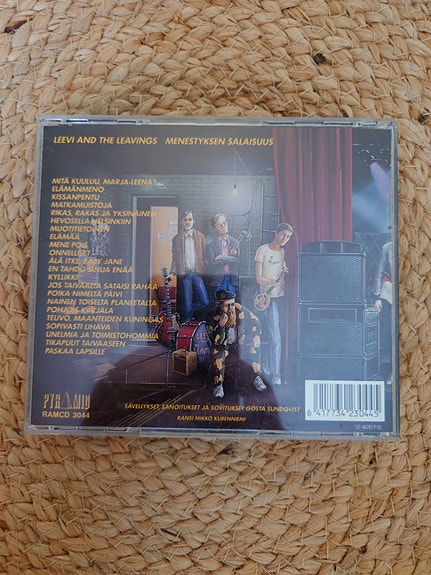 LEEVI AND THE LEAVINGS MENESTYKSEN SALAISUUS
MITÄ KUULUU, MARJA-LEENA?
ELÄMÄNMENO
KISSANPENTU
MATKAMUISTOJA
RIKAS, RAKAS JA YKSINÄINEN
HEVOSELLA HELSINKIIN
MUOTITIETOINEN
ELÄMÄÄ
MENE POIS
ONNELLISET
ÄLÄ ITKE, BABY JANE
EN TAHDO SINUA ENÄÄ
KYLLIKKI
JOS TAIVAALTA SATAISI RAHAA
POIKA NIMELTÄ PÄIVI
NAINEN TOISELTA PLANEETALTA
POHJOIS-KARJALA
TEUVO, MAANTEIDEN KUNINGAS
SOPIVASTI LIHAVA
UNELMIA JA TOIMISTOHOMMIA
TIKAPUUT TAIVAASEEN
PASKAA LAPSILLE
LEEVI
LEAVI
PYRAMID
RAMCD 3044
SÄVELLYKSET, SANOITUKSET JA SOVITUKSET GÖSTA SUNDQVIST
KANSI MIKKO KURENNIEMI
6 417734 230445